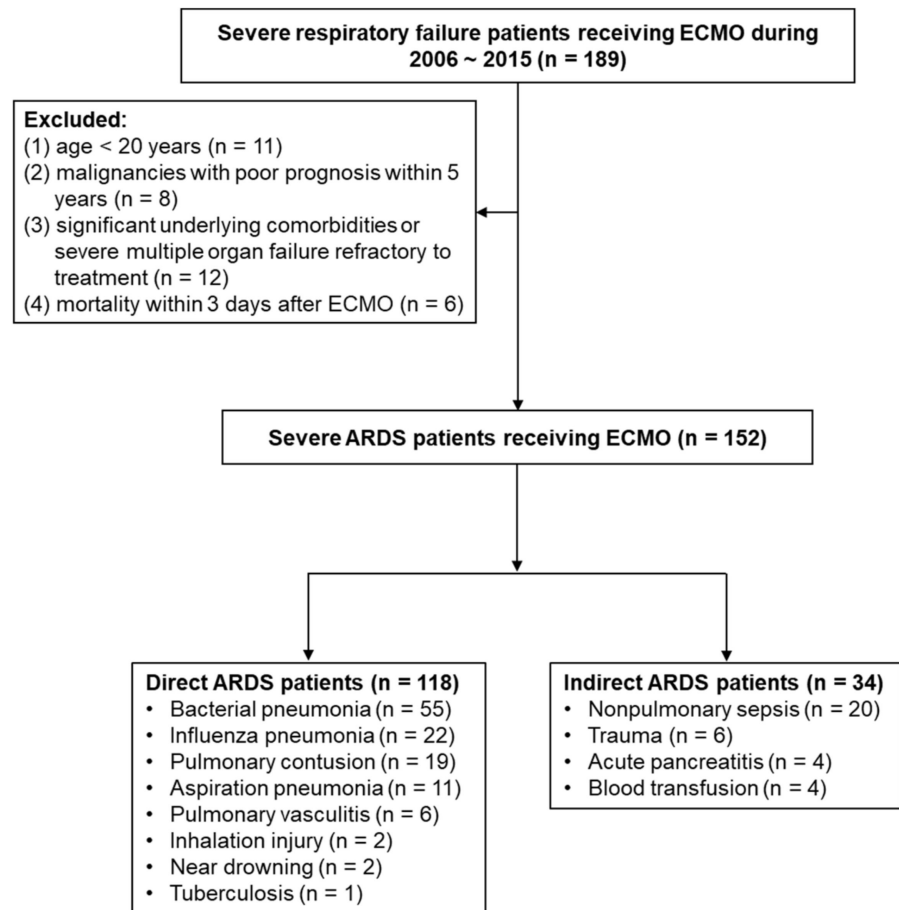 Severe respiratory failure patients receiving ECMO during
2006 ~ 2015 (n = 189)
Excluded:
(1) age < 20 years (n = 11)
(2) malignancies with poor prognosis within 5
years (n = 8)
(3) significant underlying comorbidities or
severe multiple organ failure refractory to
treatment (n = 12)
(4) mortality within 3 days after ECMO (n = 6)
Severe ARDS patients receiving ECMO (n = 152)
Direct ARDS patients (n = 118)
• Bacterial pneumonia (n = 55)
• Influenza pneumonia (n = 22)
• Pulmonary contusion (n = 19)
• Aspiration pneumonia (n = 11)
• Pulmonary vasculitis (n = 6)
• Inhalation injury (n = 2)
• Near drowning (n = 2)
• Tuberculosis (n = 1)
Indirect ARDS patients (n = 34)
• Nonpulmonary sepsis (n = 20)
• Trauma (n = 6)
• Acute pancreatitis (n = 4)
• Blood transfusion (n = 4)